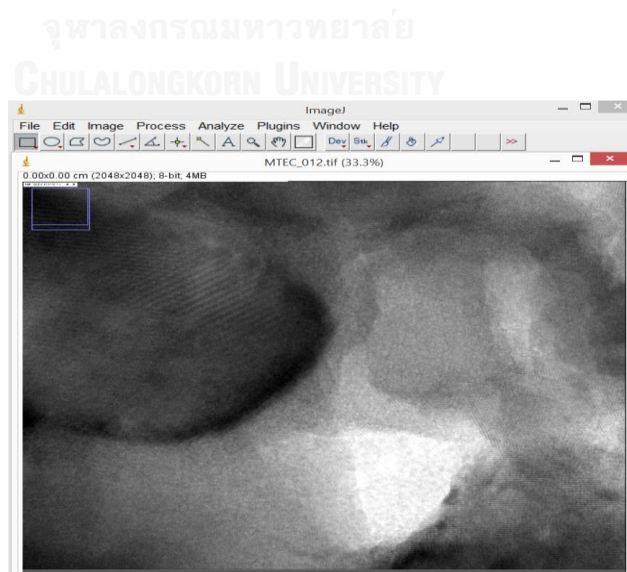 จุฬาลงกรณ์มหาวิทยาลัย
CHULALONGKORN UNIVERSITY
ImageJ
File Edit Image Process Analyze Plugins Window Help
Dev Stk >>
MTEC_012.tif (33.3%)
0.00x0.00 cm (2048x2048); 8-bit; 4MB